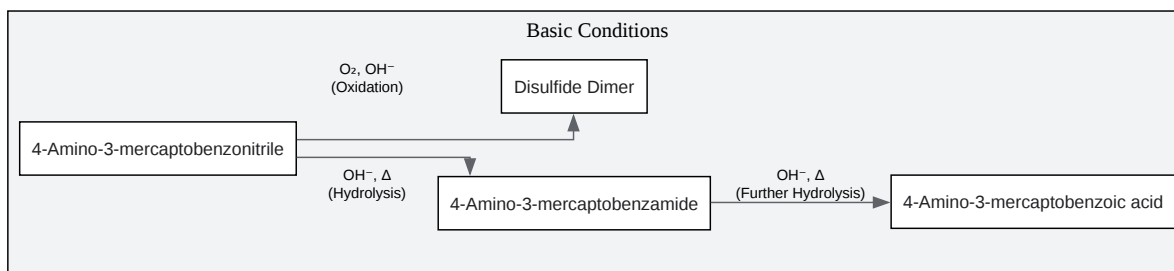 Basic Conditions
O₂, OH⁻
(Oxidation)
Disulfide Dimer
4-Amino-3-mercaptobenzonitrile
OH⁻, Δ
(Hydrolysis)
4-Amino-3-mercaptobenzamide
OH⁻, Δ
(Further Hydrolysis)
4-Amino-3-mercaptobenzoic acid